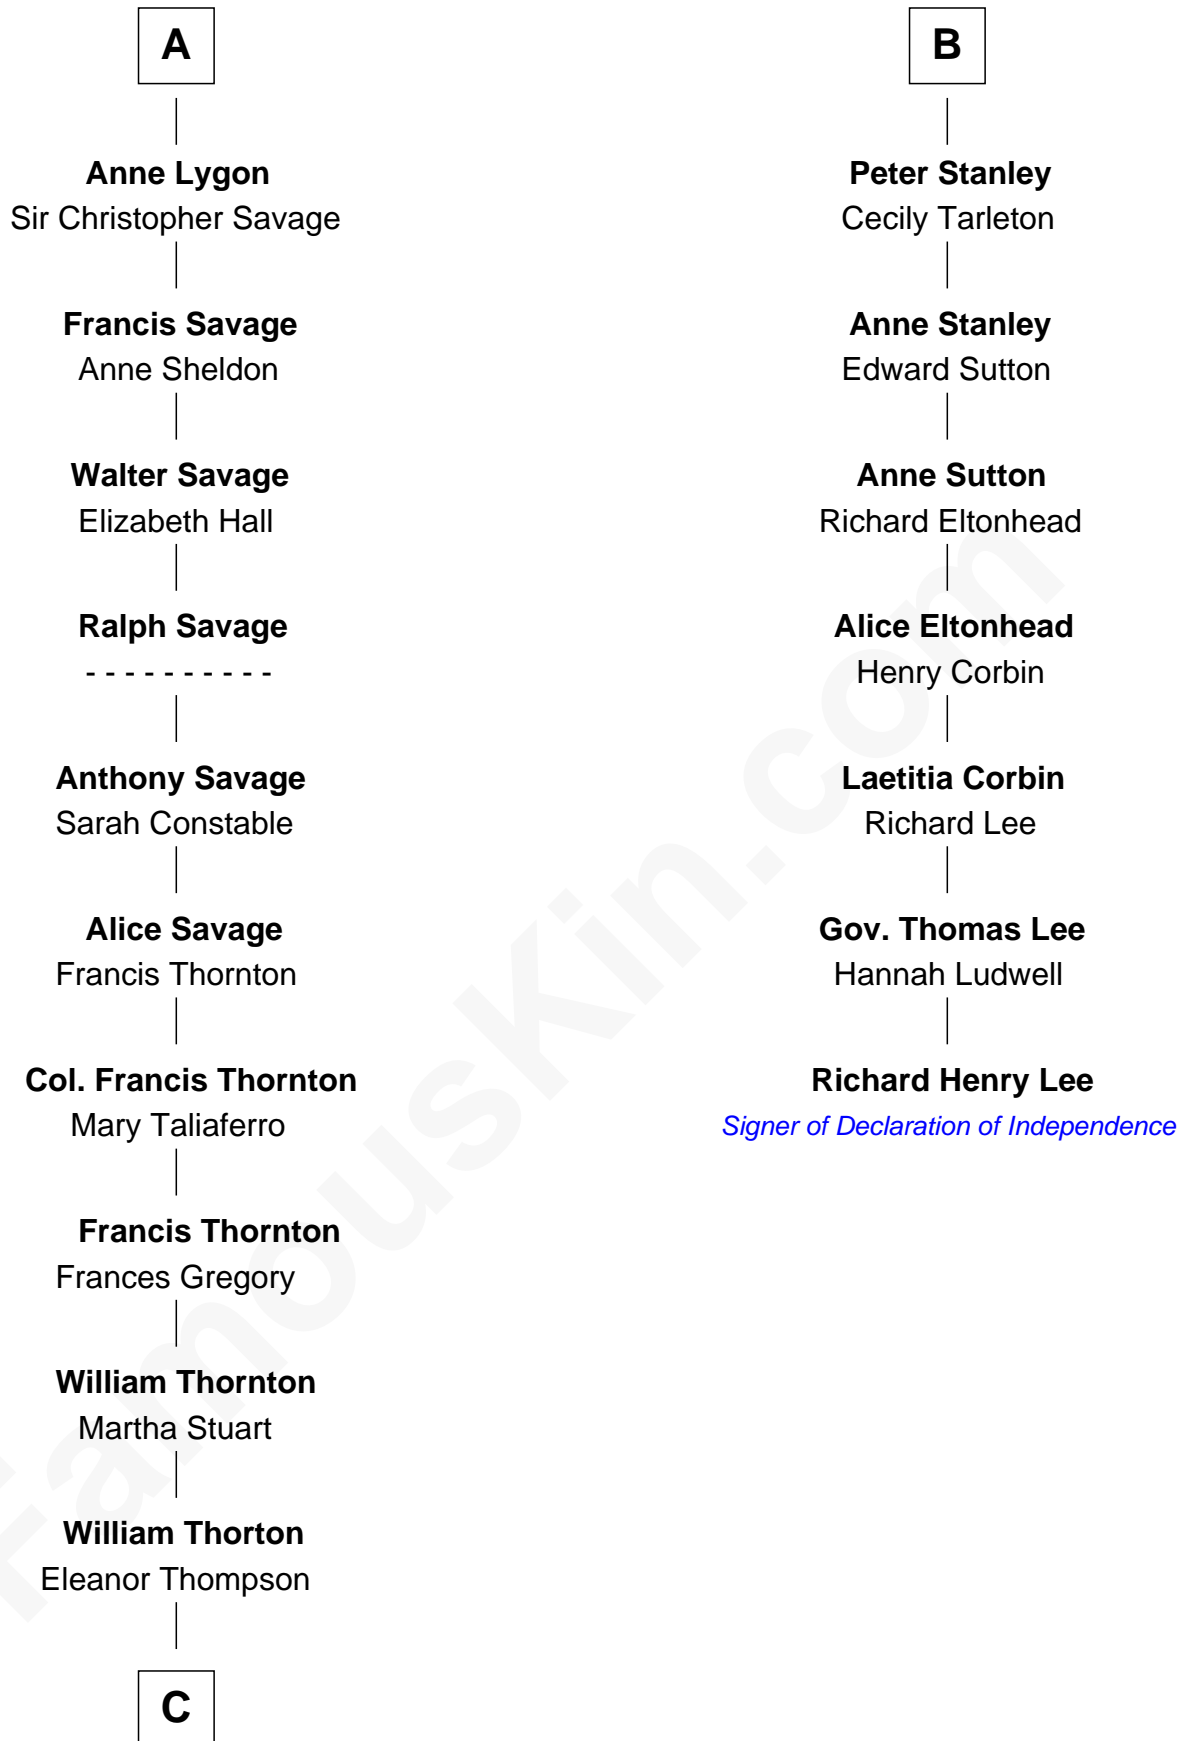 A
Anne Lygon
Sir Christopher Savage
Francis Savage
Anne Sheldon
Walter Savage
Elizabeth Hall
Ralph Savage
- - - - - - - - - -
Anthony Savage
Sarah Constable
Alice Savage
Francis Thornton
Col. Francis Thornton
Mary Taliaferro
Francis Thornton
Frances Gregory
William Thornton
Martha Stuart
William Thorton
Eleanor Thompson
C
B
Peter Stanley
Cecily Tarleton
Anne Stanley
Edward Sutton
Anne Sutton
Richard Eltonhead
Alice Eltonhead
Henry Corbin
Laetitia Corbin
Richard Lee
Gov. Thomas Lee
Hannah Ludwell
Richard Henry Lee
Signer of Declaration of Independence
FamousKin.com